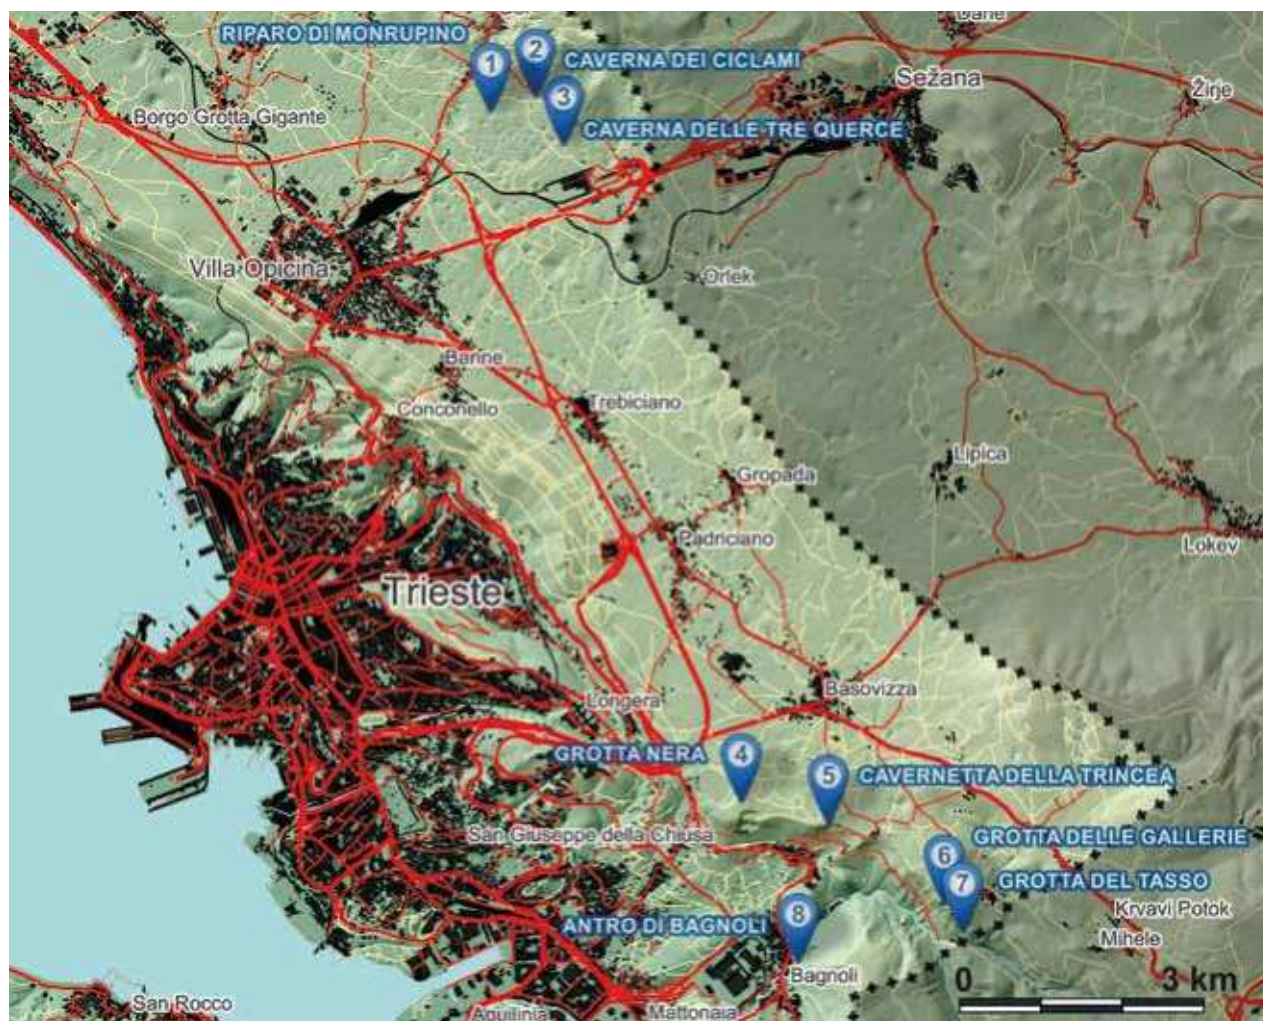 Dane
RIPARO DI MONRUPINO
1
2
CAVERNA DEI CICLAMI
3
Sežana
Žirje
Borgo Grotta Gigante
CAVERNA DELLE TRE QUERCE
Villa Opicina
Orlek
Banne
Conconello
Trebiciano
Gropada
Lipica
Padriciano
Lokev
Trieste
Basovizza
Longera
GROTTA NERA
4
5
CAVERNETTA DELLA TRINCEA
San Giuseppe della Chiusa
GROTTA DELLE GALLERIE
6
7
GROTTA DEL TASSO
Krvavi Potok
ANTRO DI BAGNOLI
8
Mihele
Bagnoli
0 3 km
San Rocco
Aquilinia
Mattonaia